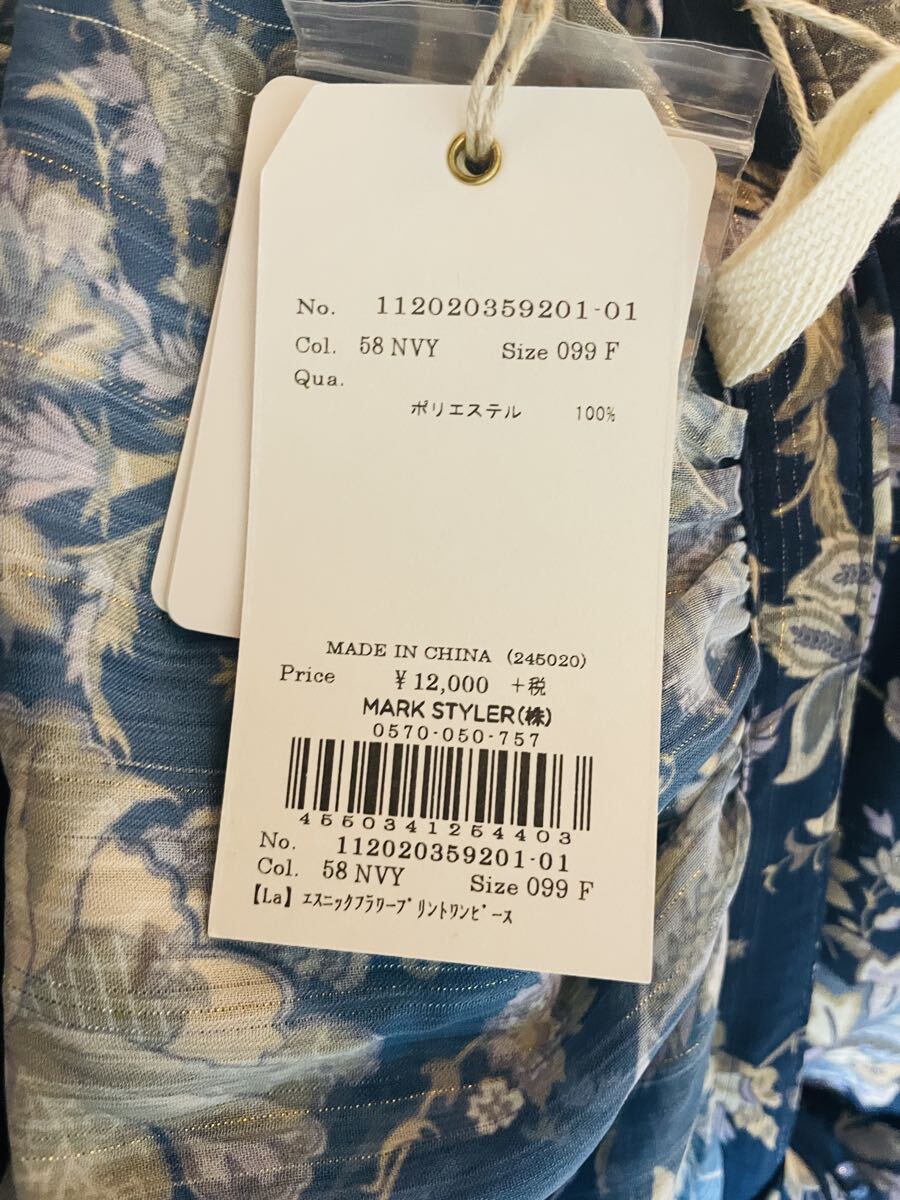 No. 112020359201-01
Col. 58 NVY Size 099 F
Qua.
ポリエステル 100%
MADE IN CHINA (245020)
Price ¥12,000 +税
MARK STYLER(株)
0570-050-757
4550341254403
No. 112020359201-01
Col. 58 NVY Size 099 F
【La】ｴｽﾆｯｸﾌﾗﾜｰﾌﾟﾘﾝﾄﾜﾝﾋﾟｰｽ